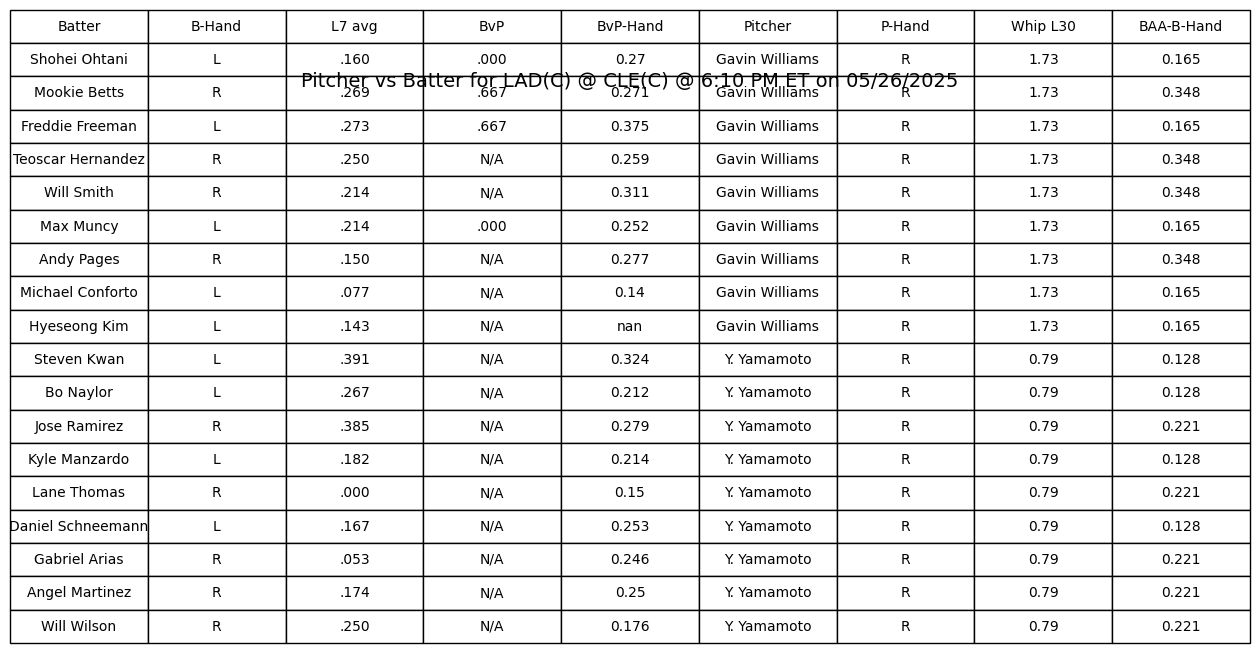 Batter B-Hand L7 avg BvP BvP-Hand Pitcher P-Hand Whip L30 BAA-B-Hand
Shohei Ohtani L .160 .000 0.27 Gavin Williams R 1.73 0.165
Pitcher vs Batter for LAD(C) @ CLE(C) @ 6:10 PM ET on 05/26/2025
Mookie Betts R .269 .667 0.271 Gavin Williams R 1.73 0.348
Freddie Freeman L .273 .667 0.375 Gavin Williams R 1.73 0.165
Teoscar Hernandez R .250 N/A 0.259 Gavin Williams R 1.73 0.348
Will Smith R .214 N/A 0.311 Gavin Williams R 1.73 0.348
Max Muncy L .214 .000 0.252 Gavin Williams R 1.73 0.165
Andy Pages R .150 N/A 0.277 Gavin Williams R 1.73 0.348
Michael Conforto L .077 N/A 0.14 Gavin Williams R 1.73 0.165
Hyeseong Kim L .143 N/A nan Gavin Williams R 1.73 0.165
Steven Kwan L .391 N/A 0.324 Y. Yamamoto R 0.79 0.128
Bo Naylor L .267 N/A 0.212 Y. Yamamoto R 0.79 0.128
Jose Ramirez R .385 N/A 0.279 Y. Yamamoto R 0.79 0.221
Kyle Manzardo L .182 N/A 0.214 Y. Yamamoto R 0.79 0.128
Lane Thomas R .000 N/A 0.15 Y. Yamamoto R 0.79 0.221
Daniel Schneemann L .167 N/A 0.253 Y. Yamamoto R 0.79 0.128
Gabriel Arias R .053 N/A 0.246 Y. Yamamoto R 0.79 0.221
Angel Martinez R .174 N/A 0.25 Y. Yamamoto R 0.79 0.221
Will Wilson R .250 N/A 0.176 Y. Yamamoto R 0.79 0.221